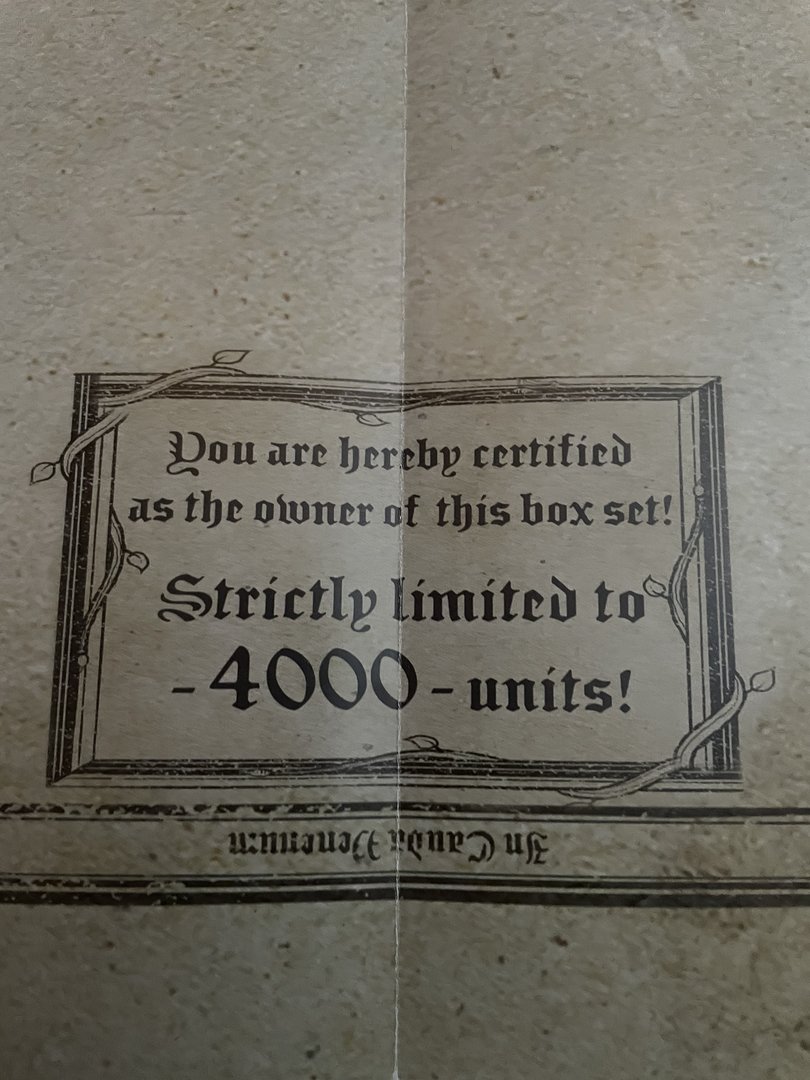 You are hereby certified
as the owner of this box set!
Strictly limited to
-4000- units!
In Cauda Venenum